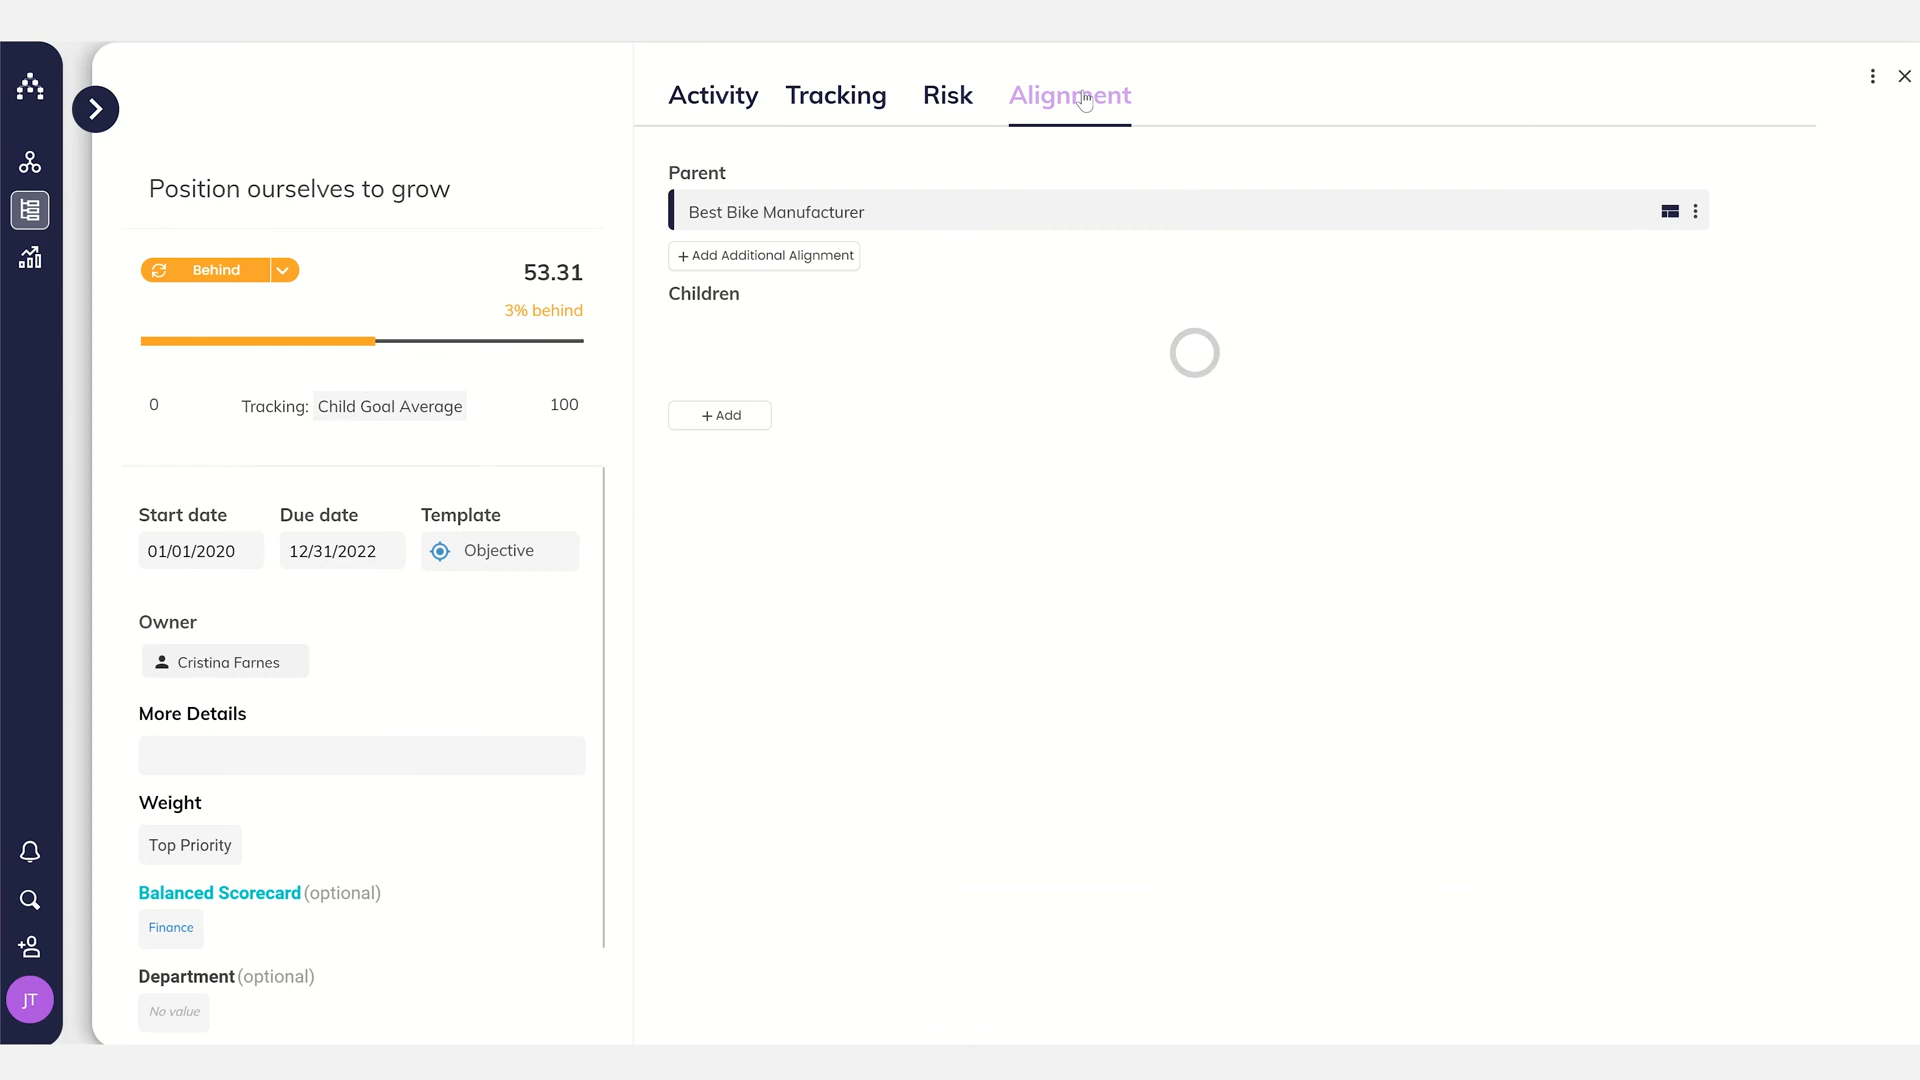 Activity Tracking Risk Alignment
Position ourselves to grow
Behind
53.31
3% behind
0 Tracking: Child Goal Average 100
Start date Due date Template
01/01/2020 12/31/2022 Objective
Owner
Cristina Farnes
More Details
Weight
Top Priority
Balanced Scorecard (optional)
Finance
Department (optional)
No value
Parent
Best Bike Manufacturer
+ Add Additional Alignment
Children
+ Add
JT